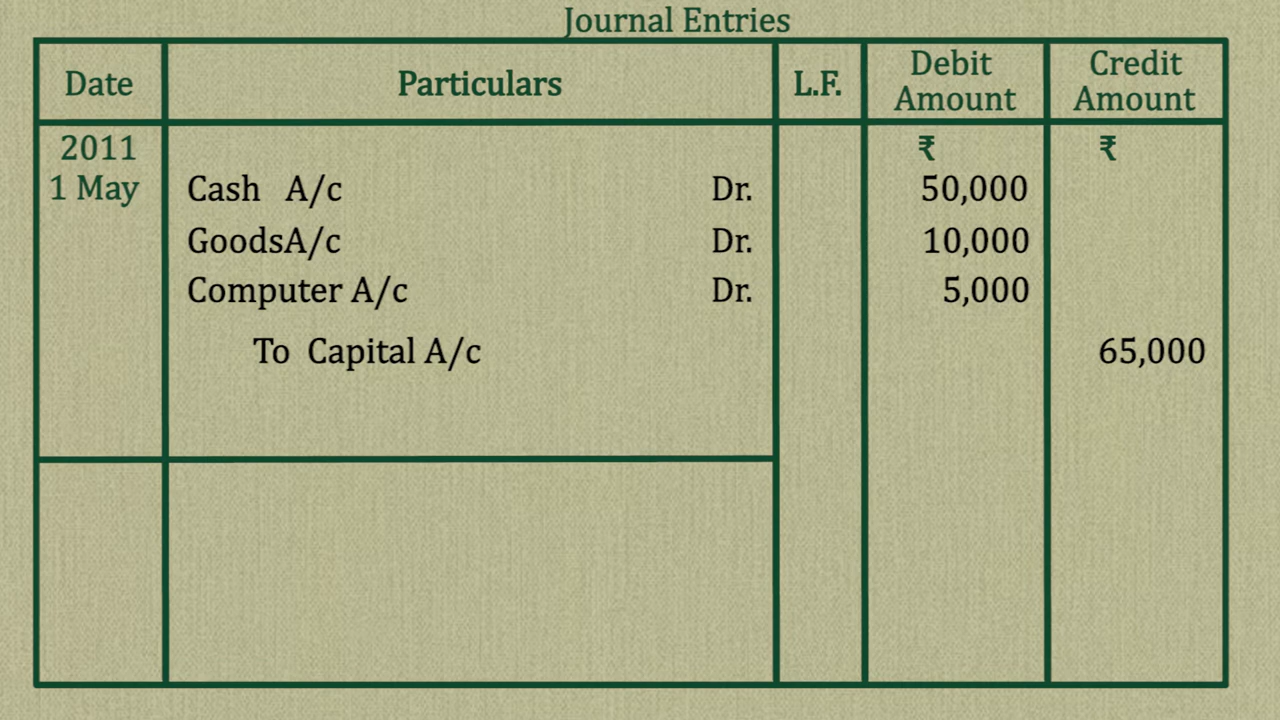 Journal Entries
Date Particulars L.F. Debit Amount Credit Amount
2011 ₹ ₹
1 May Cash A/c Dr. 50,000
GoodsA/c Dr. 10,000
Computer A/c Dr. 5,000
To Capital A/c 65,000